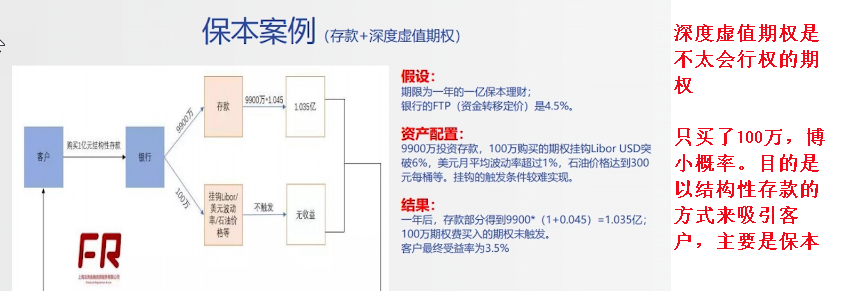 保本案例(存款+深度虚值期权)
客户
购买1亿元结构性存款
银行
9900万
存款
9900万*1.045
1.035亿
100万
挂钩Libor/
美元波动
率/石油价
格等
不触发
无收益
FR
假设：
期限为一年的一亿保本理财；
银行的FTP（资金转移定价）是4.5%。
资产配置：
9900万投资存款，100万购买的期权挂钩Libor USD突
破6%，美元月平均波动率超过1%，石油价格达到300
元每桶等。挂钩的触发条件较难实现。
结果：
一年后，存款部分得到9900*（1+0.045）=1.035亿；
100万期权费买入的期权未触发。
客户最终受益率为3.5%
深度虚值期权是
不太会行权的期
权
只买了100万，博
小概率。目的是
以结构性存款的
方式来吸引客
户，主要是保本